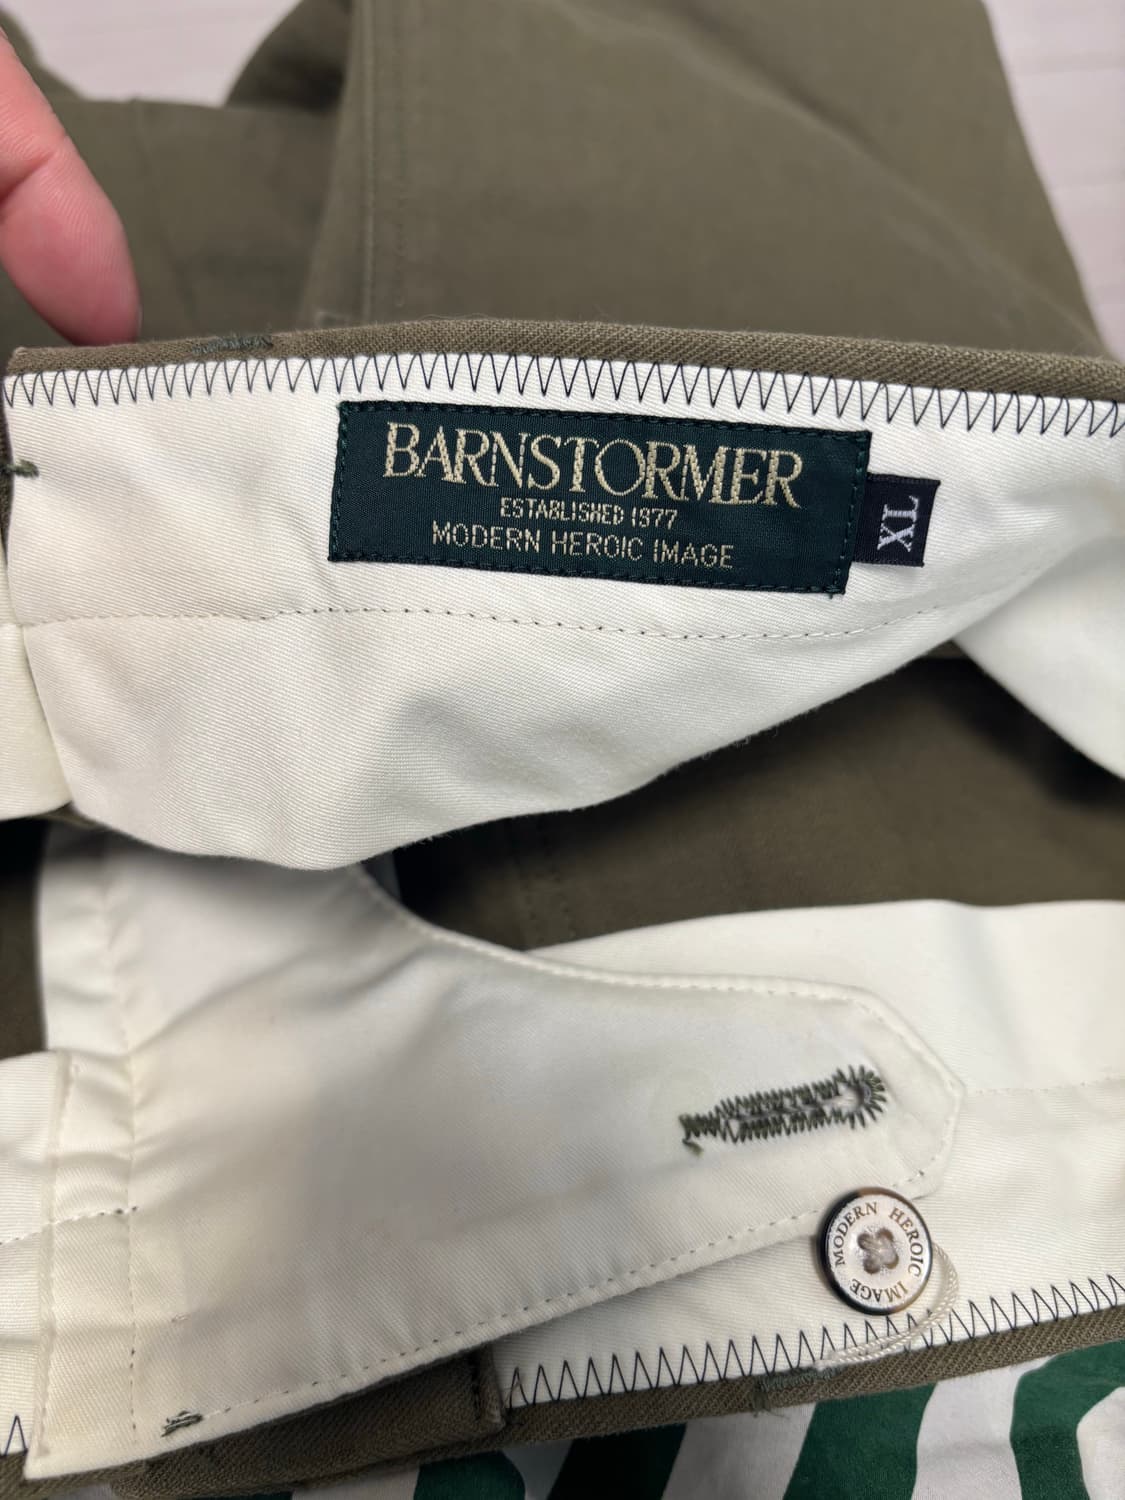 BARNSTORMER
ESTABLISHED 1977
MODERN HEROIC IMAGE
XL
MODERN HEROIC IMAGE